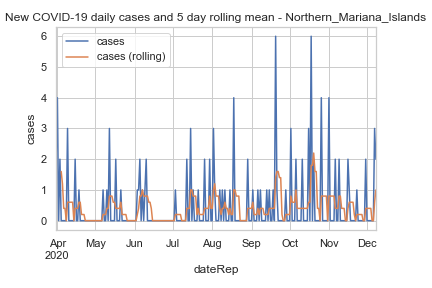 New COVID-19 daily cases and 5 day rolling mean - Northern_Mariana_Islands
cases
cases (rolling)
cases
6
5
4
3
2
1
0
Apr May Jun Jul Aug Sep Oct Nov Dec
2020
dateRep